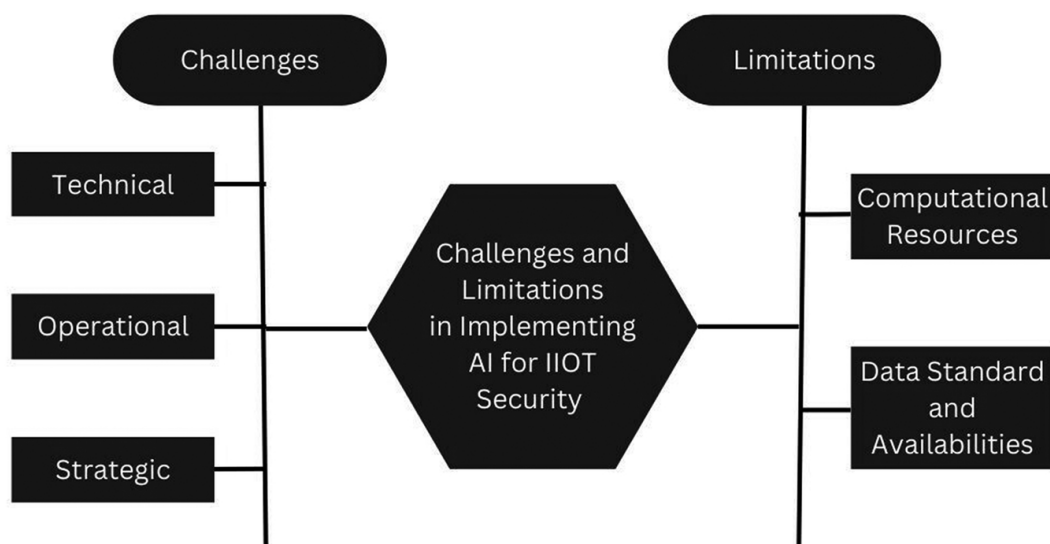 Challenges
Limitations
Technical
Operational
Strategic
Challenges and
Limitations
in Implementing
AI for IIOT
Security
Computational
Resources
Data Standard
and
Availabilities